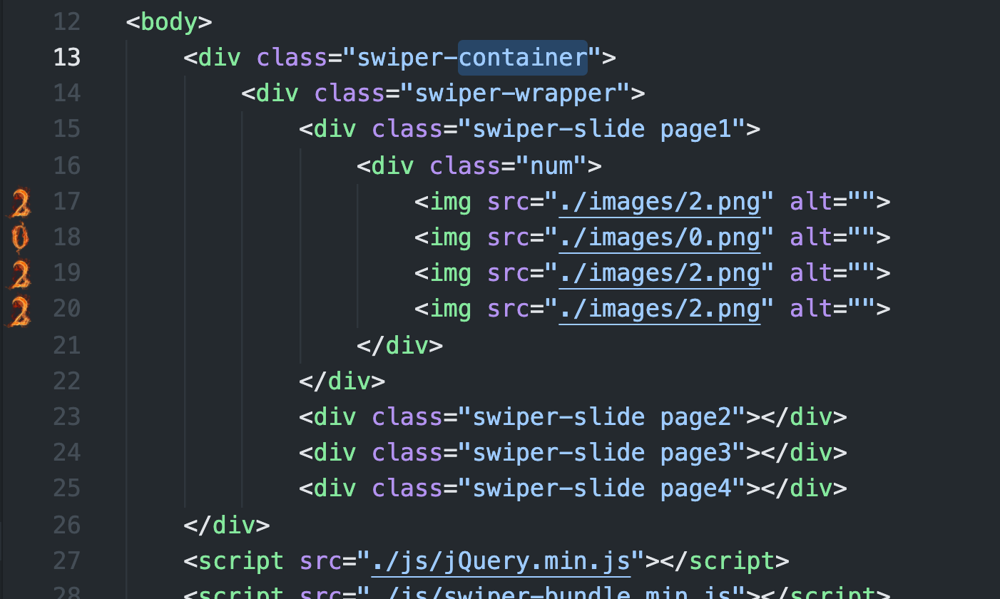 12 <body>
13 <div class="swiper-container">
14 <div class="swiper-wrapper">
15 <div class="swiper-slide page1">
16 <div class="num">
2 17 <img src="./images/2.png" alt="">
0 18 <img src="./images/0.png" alt="">
2 19 <img src="./images/2.png" alt="">
2 20 <img src="./images/2.png" alt="">
21 </div>
22 </div>
23 <div class="swiper-slide page2"></div>
24 <div class="swiper-slide page3"></div>
25 <div class="swiper-slide page4"></div>
26 </div>
27 <script src="./js/jQuery.min.js"></script>
28 <script src="./js/swiper-bundle.min.js"></script>